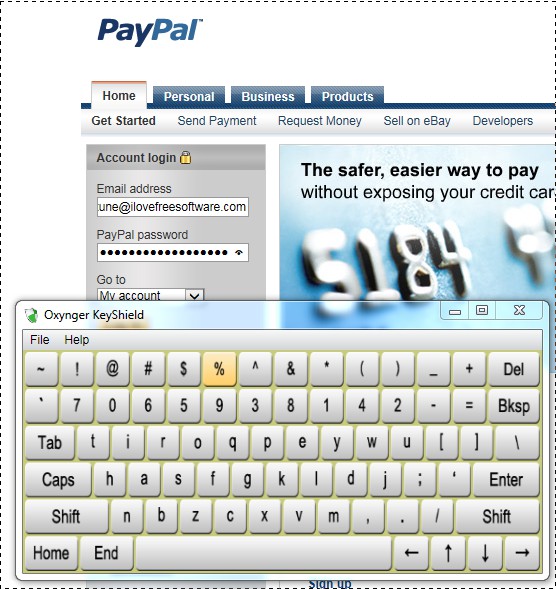 PayPal™
Home Personal Business Products
Get Started Send Payment Request Money Sell on eBay Developers
Account login
Email address
une@ilovefreesoftware.com
PayPal password
Go to
My account
The safer, easier way to pay
without exposing your credit car
5184
Oxynger KeyShield
File Help
~ ! @ # $ % ^ & * ( ) _ + Del
` 7 0 6 5 9 3 8 1 4 2 - = Bksp
Tab t i r o q p e y w u [ ] \
Caps h a s f g k l d j ; ' Enter
Shift n b z c x v m , . / Shift
Home End ← ↑ ↓ →
Sign up